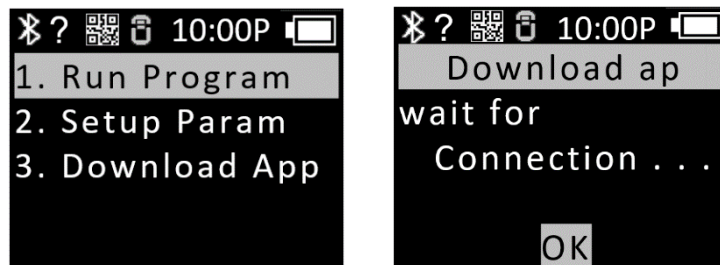 ? 10:00P
1. Run Program
2. Setup Param
3. Download App
? 10:00P
Download ap
wait for
Connection . . .
OK